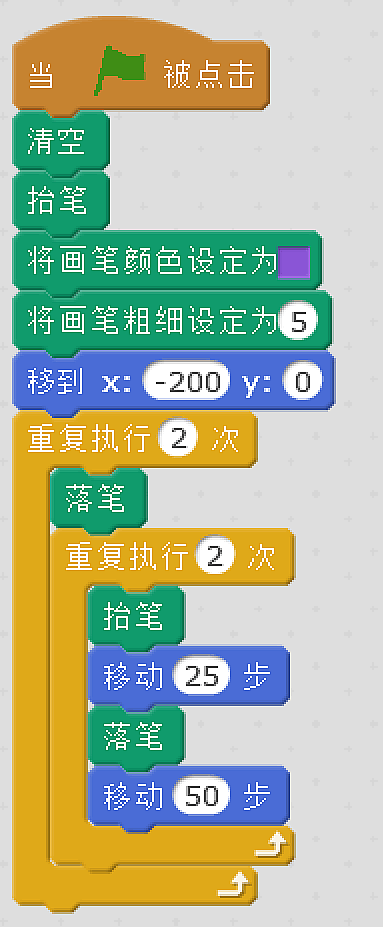 当 被点击
清空
抬笔
将画笔颜色设定为
将画笔粗细设定为 5
移到 x: -200 y: 0
重复执行 2 次
落笔
重复执行 2 次
抬笔
移动 25 步
落笔
移动 50 步